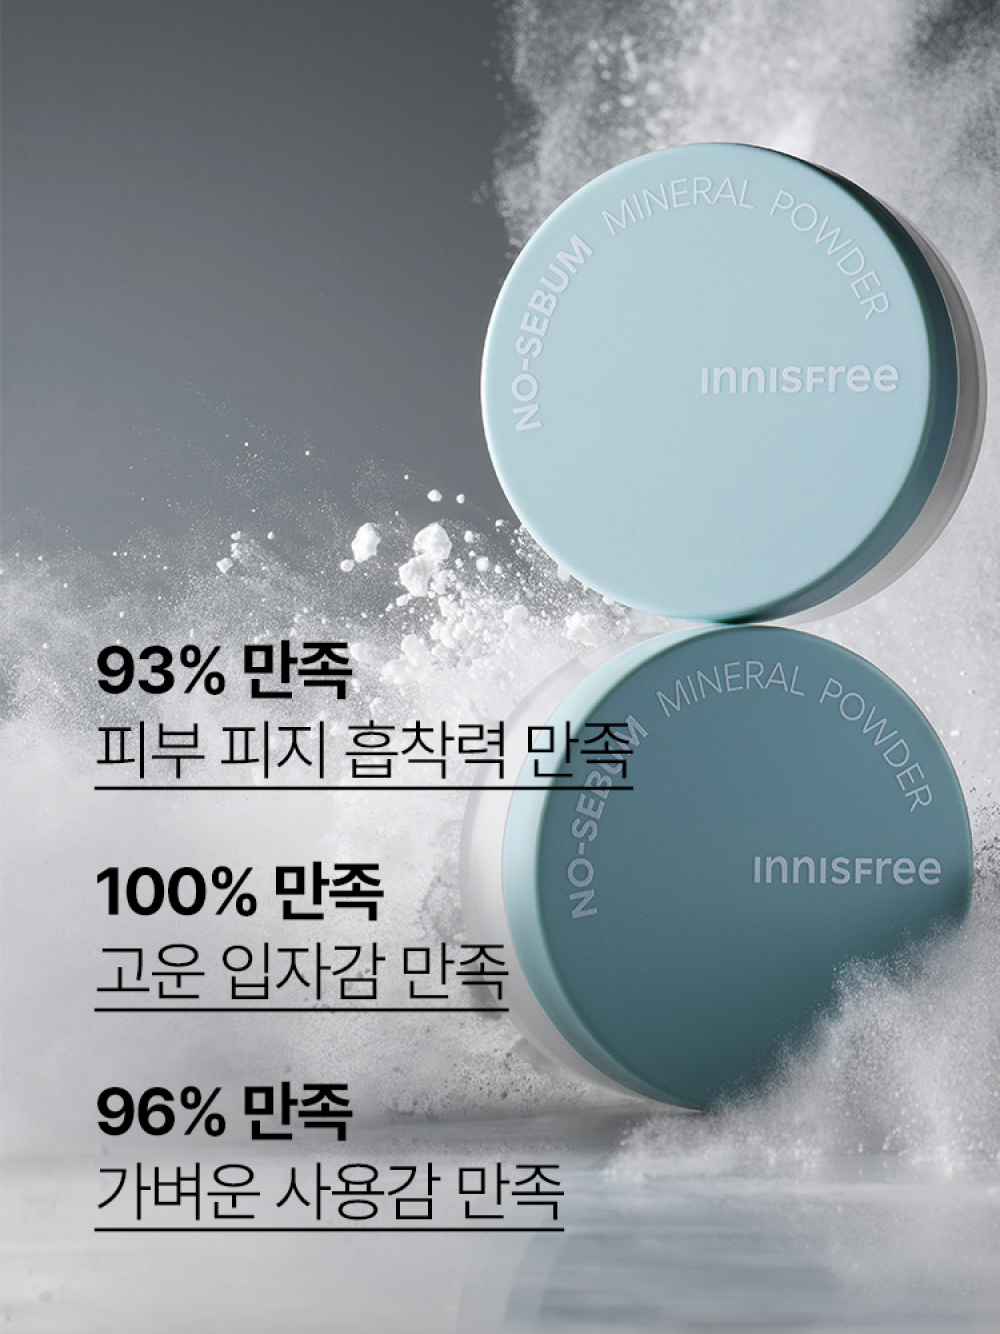 NO-SEBUM MINERAL POWDER
innisfree
93% 만족
피부 피지 흡착력 만족
NO-SEBUM MINERAL POWDER
innisfree
100% 만족
고운 입자감 만족
96% 만족
가벼운 사용감 만족